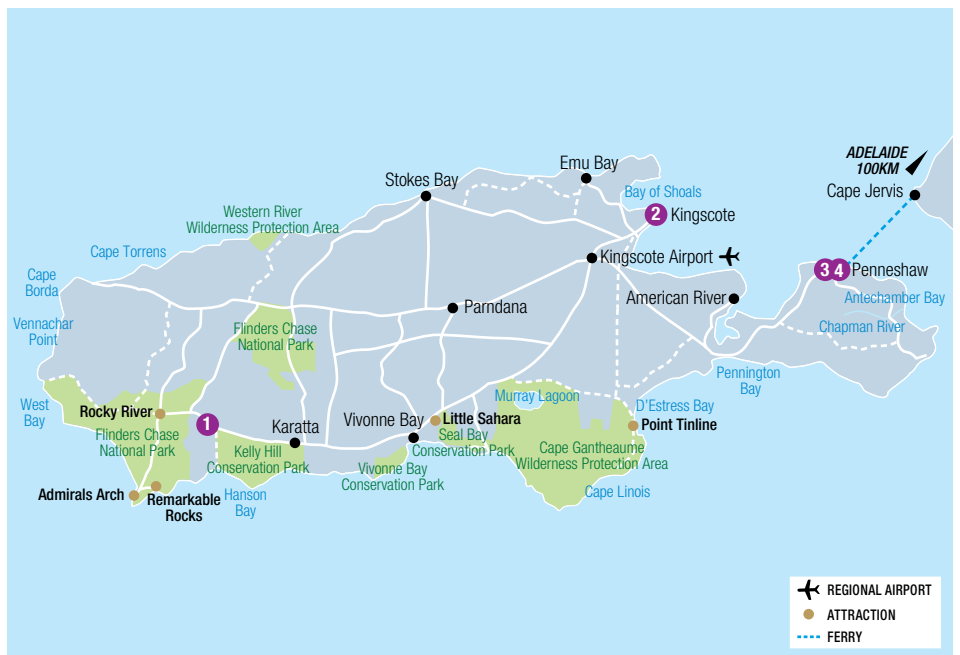 ADELAIDE
100KM
Cape Jervis
Emu Bay
Stokes Bay
Bay of Shoals
Western River
Wilderness Protection Area
2 Kingscote
Cape Torrens
Kingscote Airport
3 4 Penneshaw
Cape
Borda
American River
Antechamber Bay
Parndana
Vennachar
Point
Flinders Chase
National Park
Chapman River
Pennington
Bay
West
Bay
Rocky River
Murray Lagoon
D'Estress Bay
1
Karatta
Vivonne Bay
Little Sahara
Point Tinline
Flinders Chase
National Park
Seal Bay
Conservation Park
Kelly Hill
Conservation Park
Cape Gantheaume
Wilderness Protection Area
Vivonne Bay
Conservation Park
Admirals Arch
Remarkable
Rocks
Hanson
Bay
Cape Linois
REGIONAL AIRPORT
ATTRACTION
FERRY